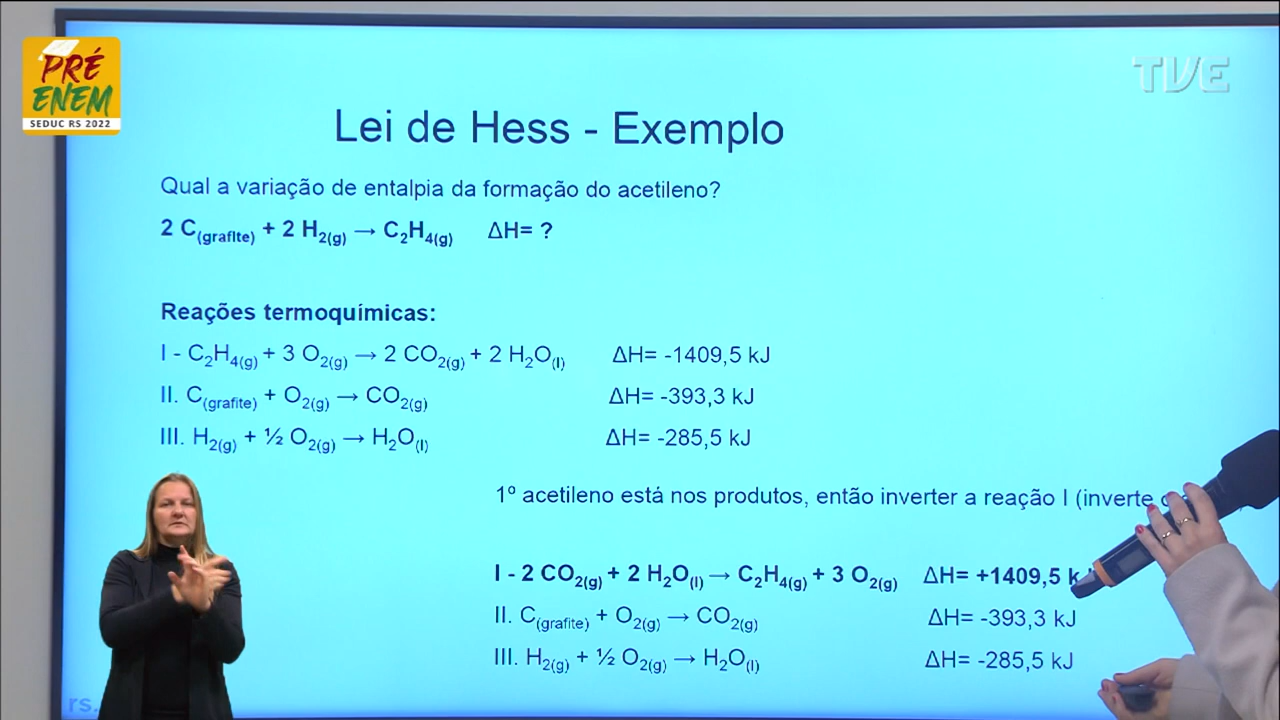 PRÉ
ENEM
SEDUC RS 2022
TVE
Lei de Hess - Exemplo
Qual a variação de entalpia da formação do acetileno?
2 C(grafIte) + 2 H2(g) → C2H4(g) ΔH= ?
Reações termoquímicas:
I - C2H4(g) + 3 O2(g) → 2 CO2(g) + 2 H2O(l) ΔH= -1409,5 kJ
II. C(grafite) + O2(g) → CO2(g) ΔH= -393,3 kJ
III. H2(g) + ½ O2(g) → H2O(l) ΔH= -285,5 kJ
1º acetileno está nos produtos, então inverter a reação I (inverte
I - 2 CO2(g) + 2 H2O(l) → C2H4(g) + 3 O2(g) ΔH= +1409,5 k
II. C(grafite) + O2(g) → CO2(g) ΔH= -393,3 kJ
III. H2(g) + ½ O2(g) → H2O(l) ΔH= -285,5 kJ
rs.